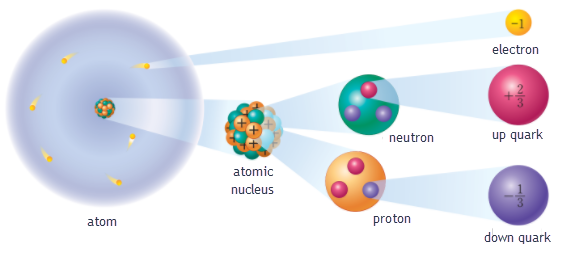 -1
electron
+2/3
up quark
neutron
+ + + + +
atomic
nucleus
proton
-1/3
atom
down quark